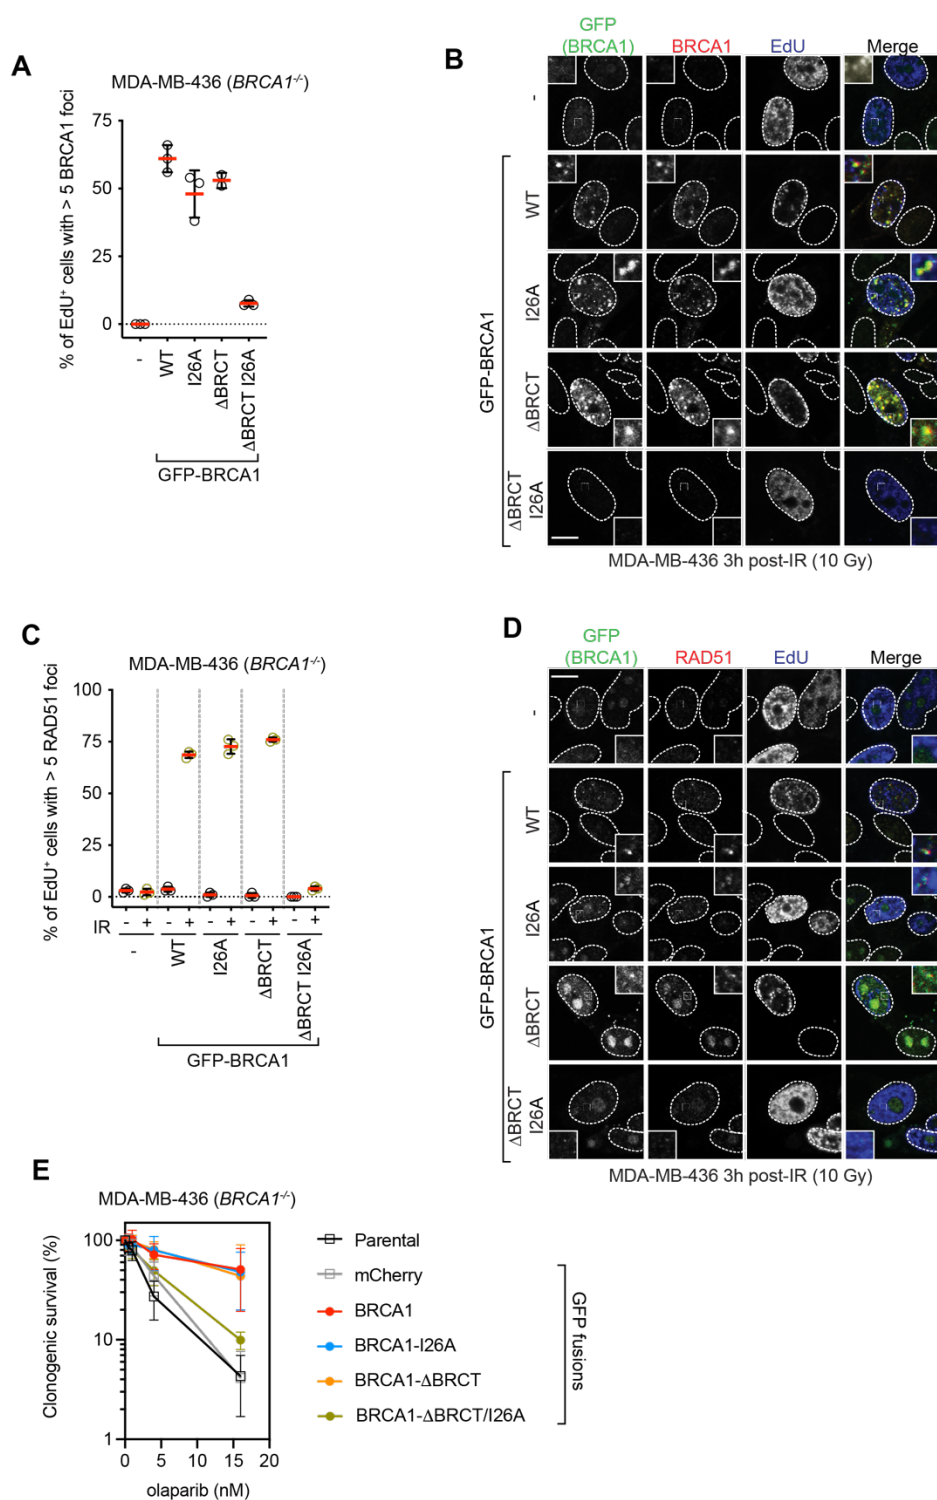 A
MDA-MB-436 (BRCA1-/-)
% of EdU+ cells with > 5 BRCA1 foci
75
50
25
0
-
WT
I26A
ΔBRCT
ΔBRCT I26A
GFP-BRCA1
B
GFP
(BRCA1)
BRCA1
EdU
Merge
-
WT
I26A
ΔBRCT
ΔBRCT
I26A
GFP-BRCA1
MDA-MB-436 3h post-IR (10 Gy)
C
MDA-MB-436 (BRCA1-/-)
% of EdU+ cells with > 5 RAD51 foci
100
75
50
25
0
IR - + - + - + - + - +
-
WT
I26A
ΔBRCT
ΔBRCT I26A
GFP-BRCA1
D
GFP
(BRCA1)
RAD51
EdU
Merge
-
WT
I26A
ΔBRCT
ΔBRCT
I26A
GFP-BRCA1
MDA-MB-436 3h post-IR (10 Gy)
E
MDA-MB-436 (BRCA1-/-)
Clonogenic survival (%)
100
10
1
0 5 10 15 20
olaparib (nM)
Parental
mCherry
BRCA1
BRCA1-I26A
BRCA1-ΔBRCT
BRCA1-ΔBRCT/I26A
GFP fusions